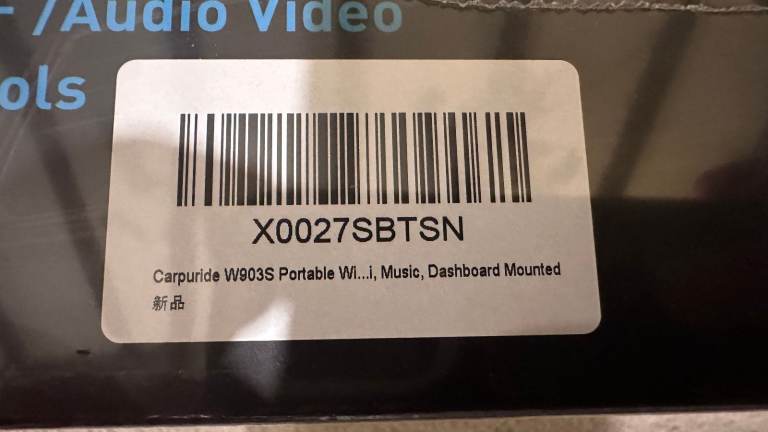 /Audio Video
ols
X0027SBTSN
Carpuride W903S Portable Wi...i, Music, Dashboard Mounted
新品